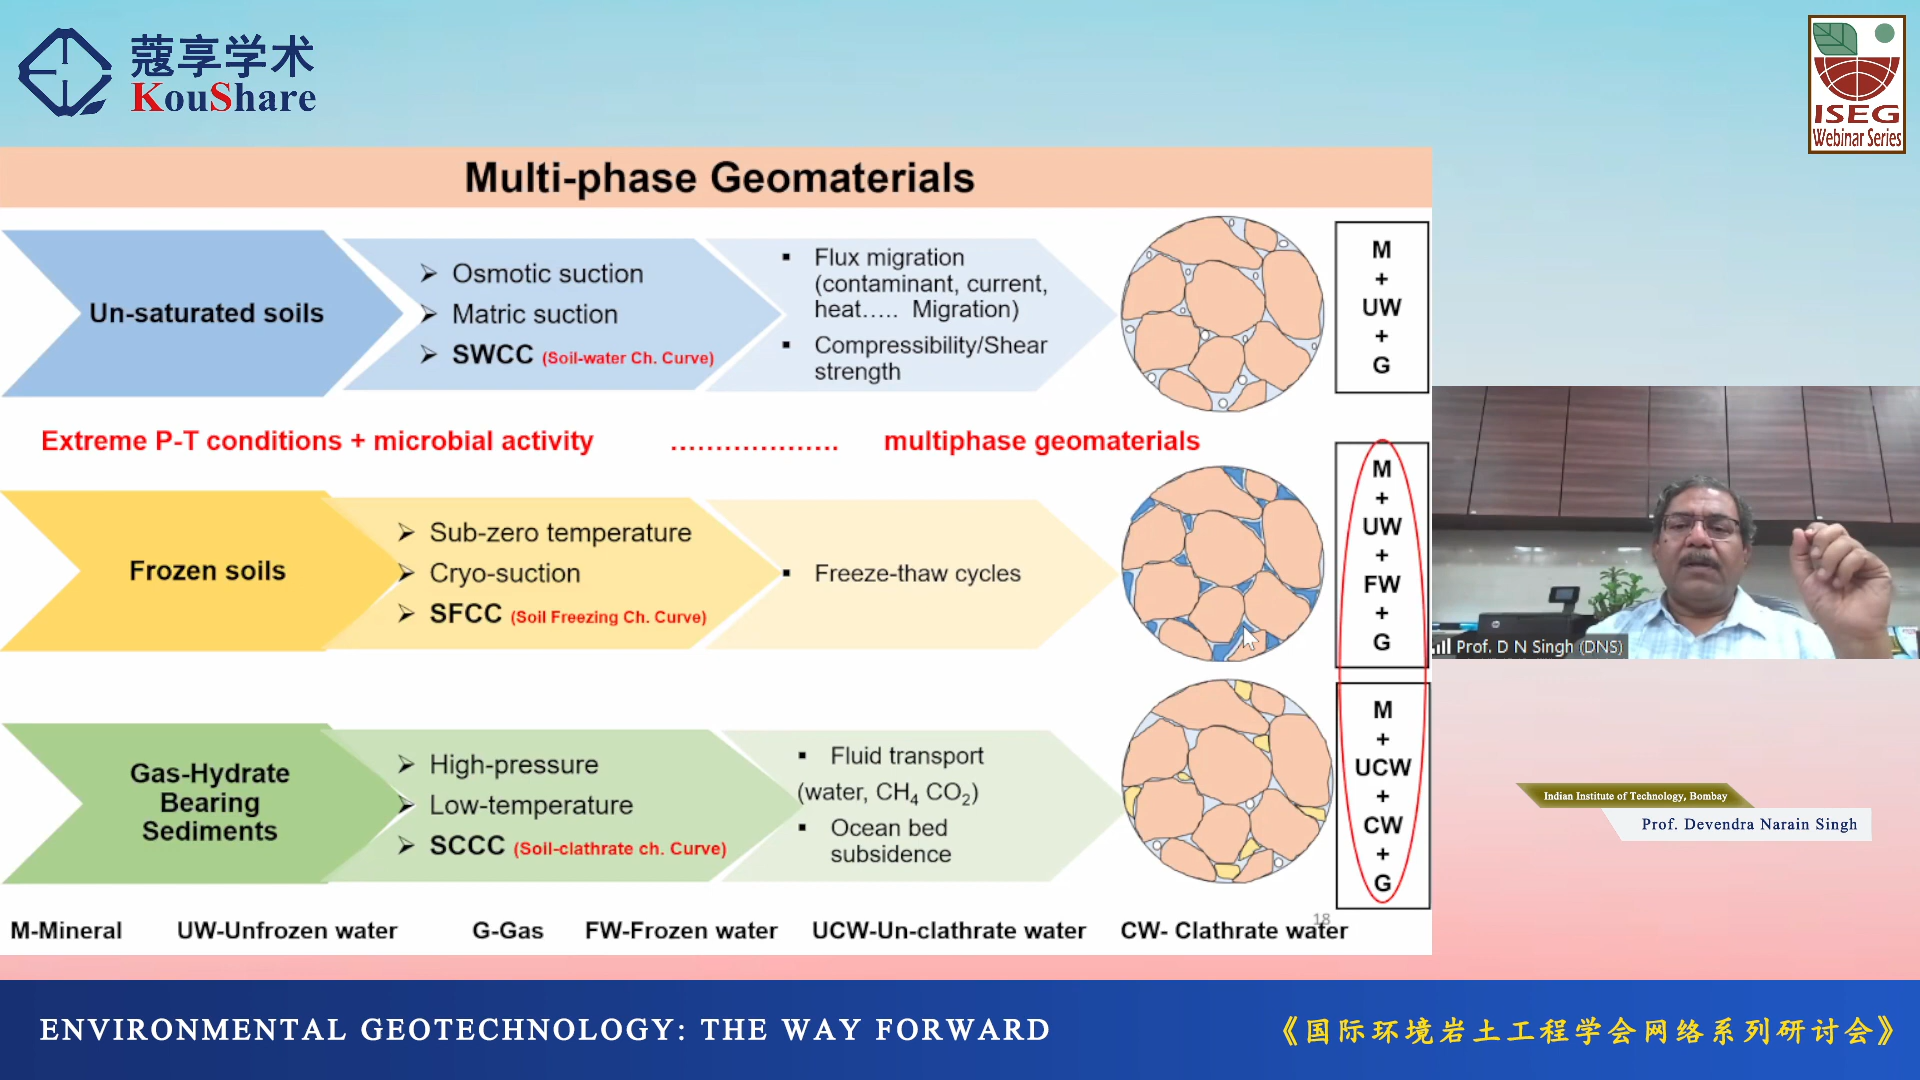 蔻享学术
KouShare
ISEG
Webinar Series
Multi-phase Geomaterials
Un-saturated soils
Osmotic suction
Matric suction
SWCC (Soil-water Ch. Curve)
Flux migration
(contaminant, current,
heat….. Migration)
Compressibility/Shear
strength
M
+
UW
+
G
Extreme P-T conditions + microbial activity ……………… multiphase geomaterials
Frozen soils
Sub-zero temperature
Cryo-suction
SFCC (Soil Freezing Ch. Curve)
Freeze-thaw cycles
M
+
UW
+
FW
+
G
Gas-Hydrate
Bearing
Sediments
High-pressure
Low-temperature
SCCC (Soil-clathrate ch. Curve)
Fluid transport
(water, CH₄ CO₂)
Ocean bed
subsidence
M
+
UCW
+
CW
+
G
18
M-Mineral UW-Unfrozen water G-Gas FW-Frozen water UCW-Un-clathrate water CW- Clathrate water
Prof. D N Singh (DNS)
Indian Institute of Technology, Bombay
Prof. Devendra Narain Singh
ENVIRONMENTAL GEOTECHNOLOGY: THE WAY FORWARD
《国际环境岩土工程学会网络系列研讨会》